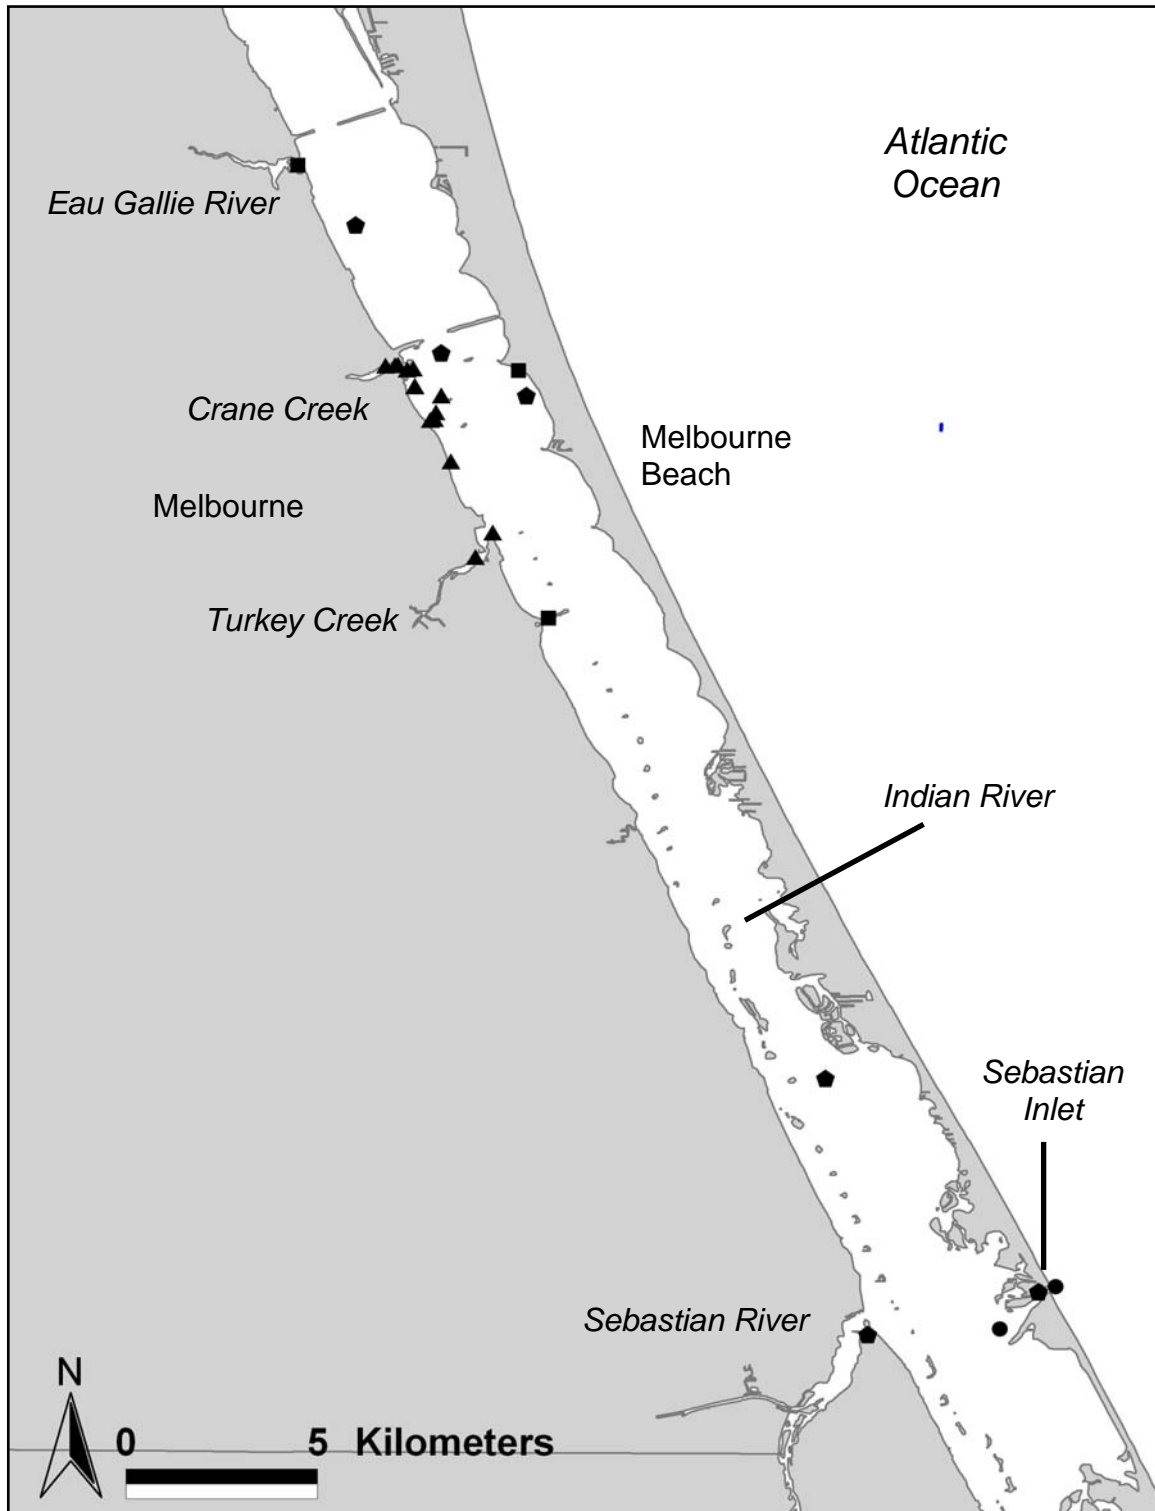 Atlantic
Ocean
Eau Gallie River
Crane Creek
Melbourne
Beach
Melbourne
Turkey Creek
Indian River
Sebastian
Inlet
Sebastian River
N
0 5 Kilometers